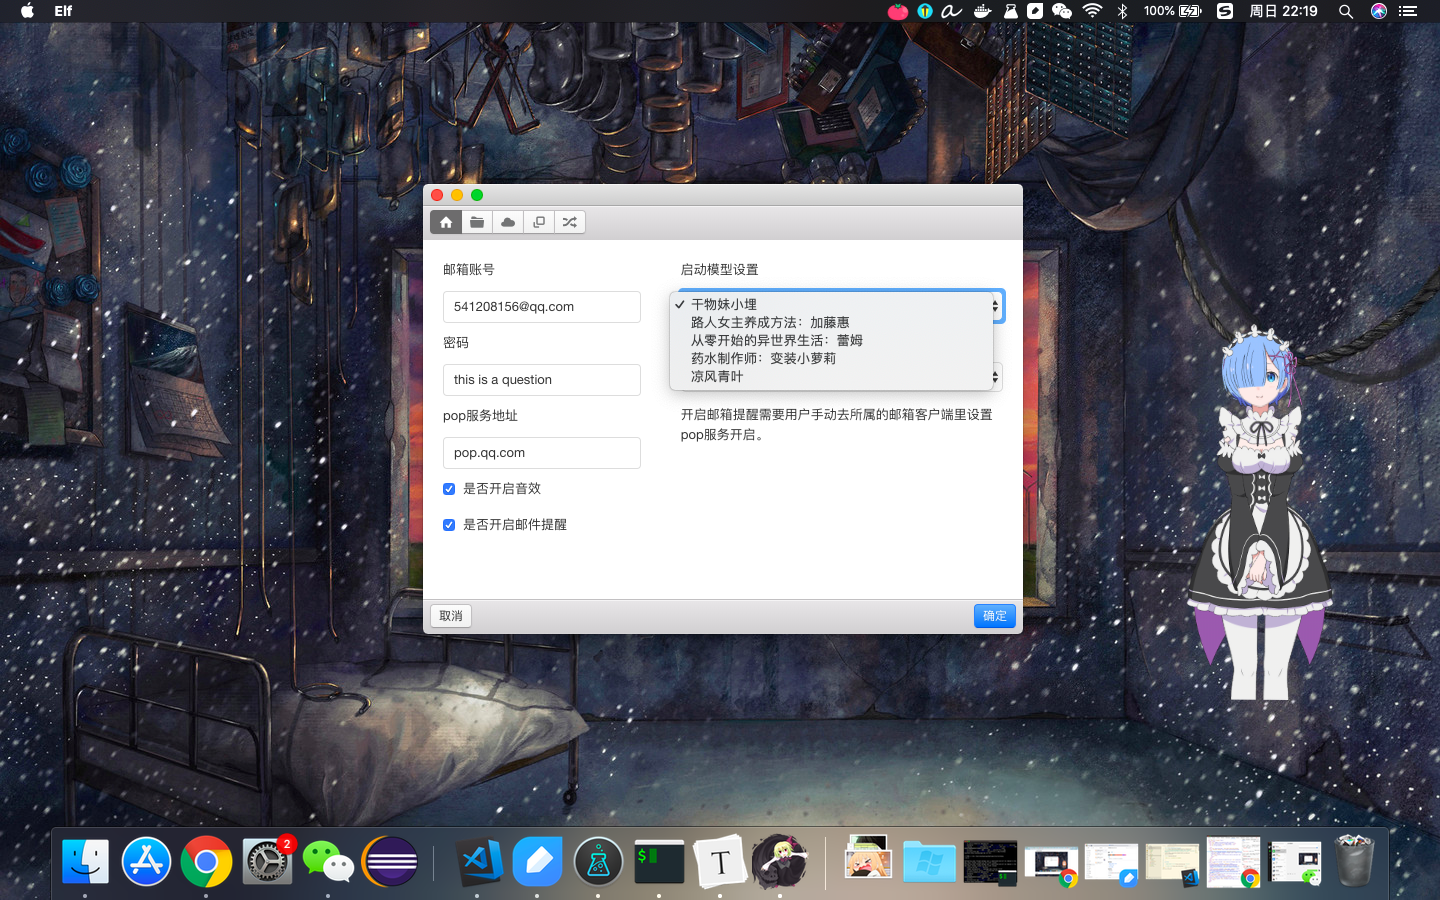 Elf
100%
周日 22:19
邮箱账号
541208156@qq.com
密码
this is a question
pop服务地址
pop.qq.com
是否开启音效
是否开启邮件提醒
启动模型设置
干物妹小埋
路人女主养成方法：加藤惠
从零开始的异世界生活：蕾姆
药水制作师：变装小萝莉
凉风青叶
开启邮箱提醒需要用户手动去所属的邮箱客户端里设置
pop服务开启。
取消
确定
2
$
T